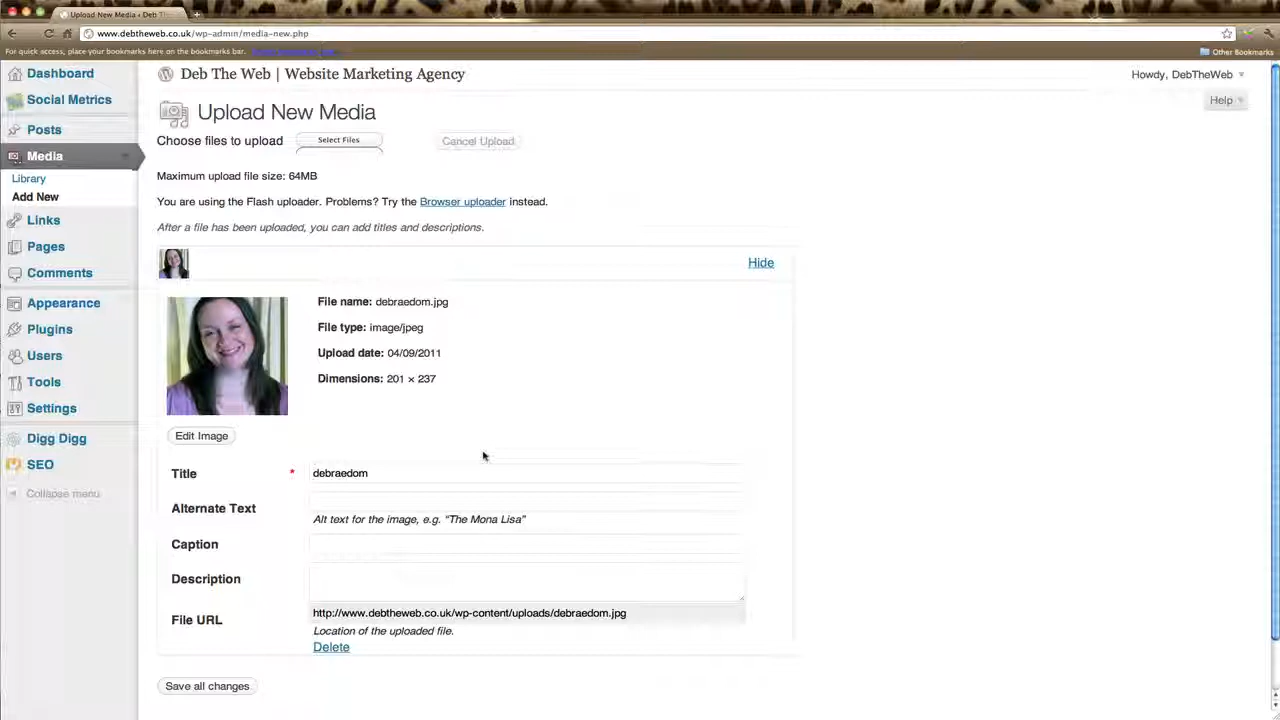 Upload New Media ‹ Deb Th
www.debtheweb.co.uk/wp-admin/media-new.php
For quick access, place your bookmarks here on the bookmarks bar.
Other Bookmarks
Dashboard
Social Metrics
Posts
Media
Library
Add New
Links
Pages
Comments
Appearance
Plugins
Users
Tools
Settings
Digg Digg
SEO
Collapse menu
Deb The Web | Website Marketing Agency
Howdy, DebTheWeb
Help
Upload New Media
Choose files to upload Select Files Cancel Upload
Maximum upload file size: 64MB
You are using the Flash uploader. Problems? Try the Browser uploader instead.
After a file has been uploaded, you can add titles and descriptions.
Hide
File name: debraedom.jpg
File type: image/jpeg
Upload date: 04/09/2011
Dimensions: 201 × 237
Edit Image
Title * debraedom
Alternate Text
Alt text for the image, e.g. “The Mona Lisa”
Caption
Description
File URL http://www.debtheweb.co.uk/wp-content/uploads/debraedom.jpg
Location of the uploaded file.
Delete
Save all changes